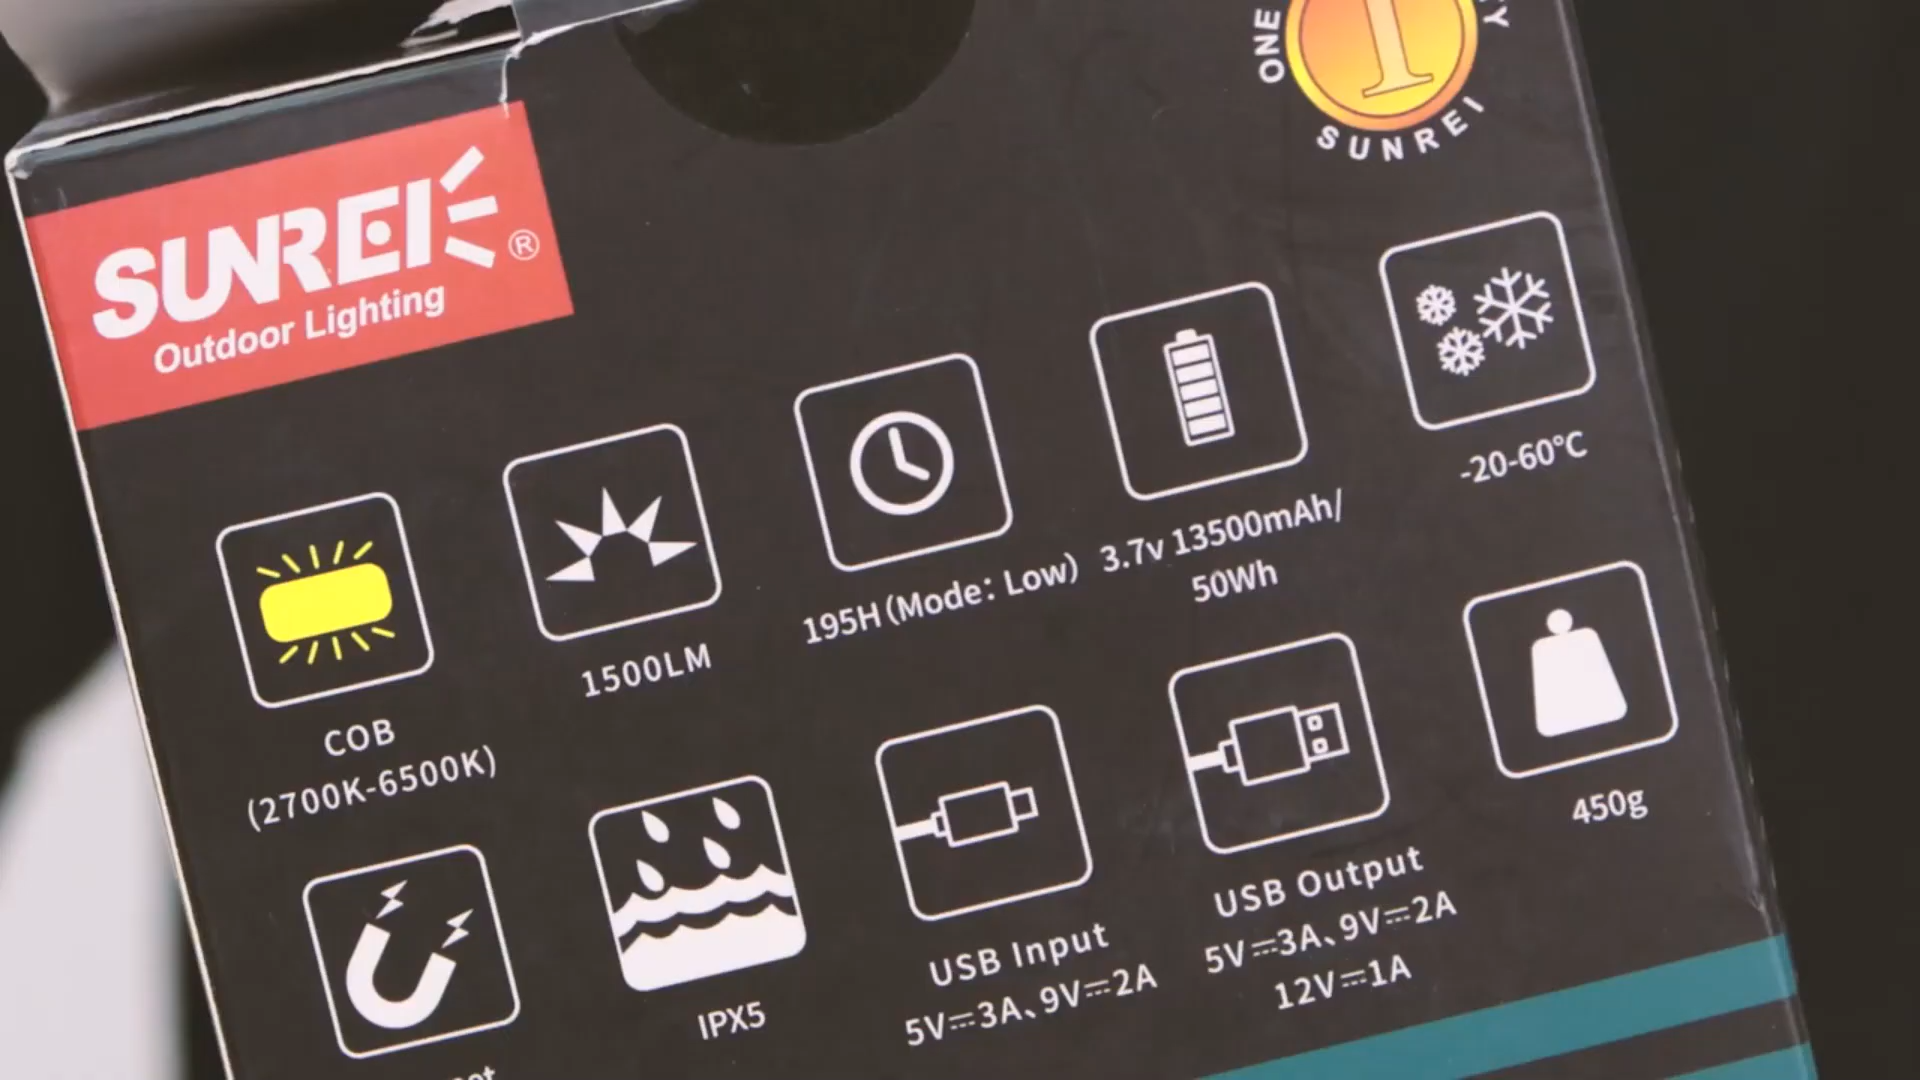 SUNREI®
Outdoor Lighting
ONE
SUNREI
COB
(2700K-6500K)
1500LM
195H(Mode: Low)
3.7v 13500mAh/
50Wh
-20-60°C
IPX5
USB Input
5V⎓3A、9V⎓2A
USB Output
5V⎓3A、9V⎓2A
12V⎓1A
450g